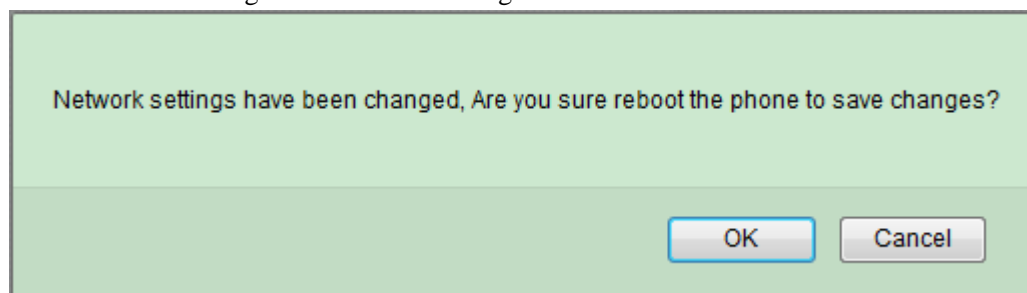 Network settings have been changed, Are you sure reboot the phone to save changes?
OK
Cancel